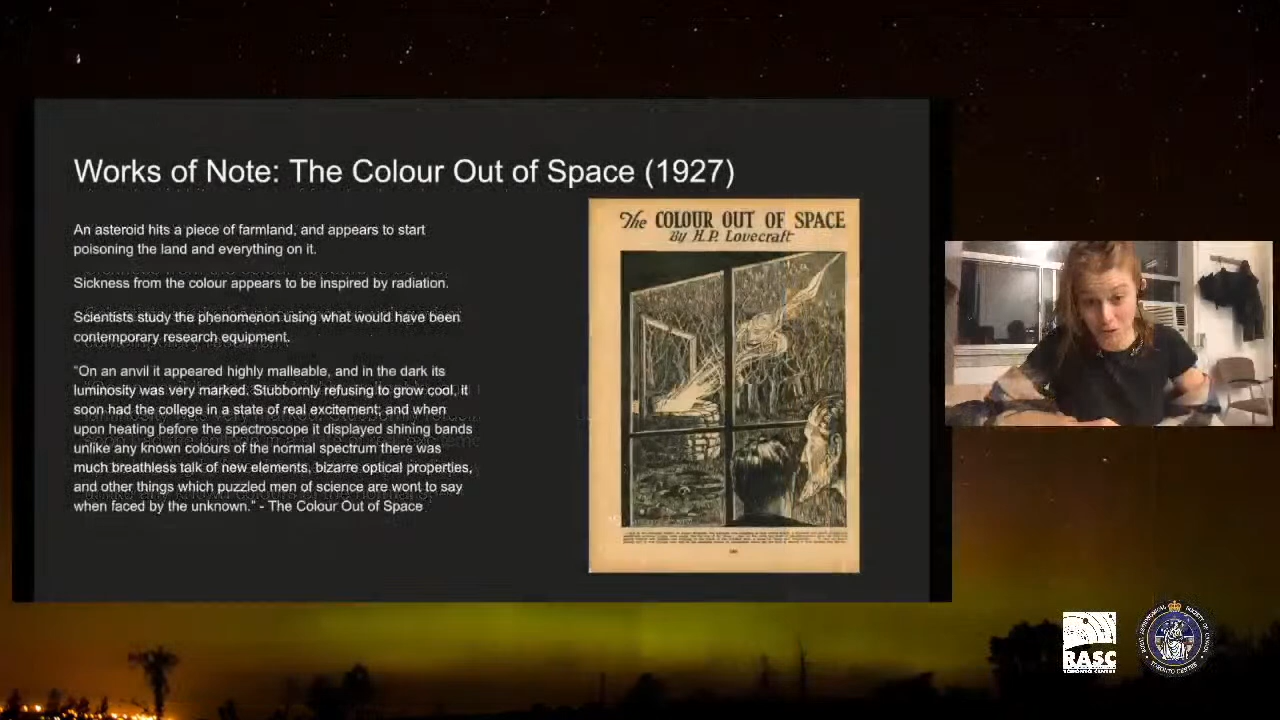 Works of Note: The Colour Out of Space (1927)
An asteroid hits a piece of farmland, and appears to start
poisoning the land and everything on it.
Sickness from the colour appears to be inspired by radiation.
Scientists study the phenomenon using what would have been
contemporary research equipment.
"On an anvil it appeared highly malleable, and in the dark its
luminosity was very marked. Stubbornly refusing to grow cool, it
soon had the college in a state of real excitement; and when
upon heating before the spectroscope it displayed shining bands
unlike any known colours of the normal spectrum there was
much breathless talk of new elements, bizarre optical properties,
and other things which puzzled men of science are wont to say
when faced by the unknown." - The Colour Out of Space
The COLOUR OUT OF SPACE
By H.P. Lovecraft
RASC
TORONTO CENTRE
ROYAL ASTRONOMICAL SOCIETY OF CANADA
TORONTO CENTRE